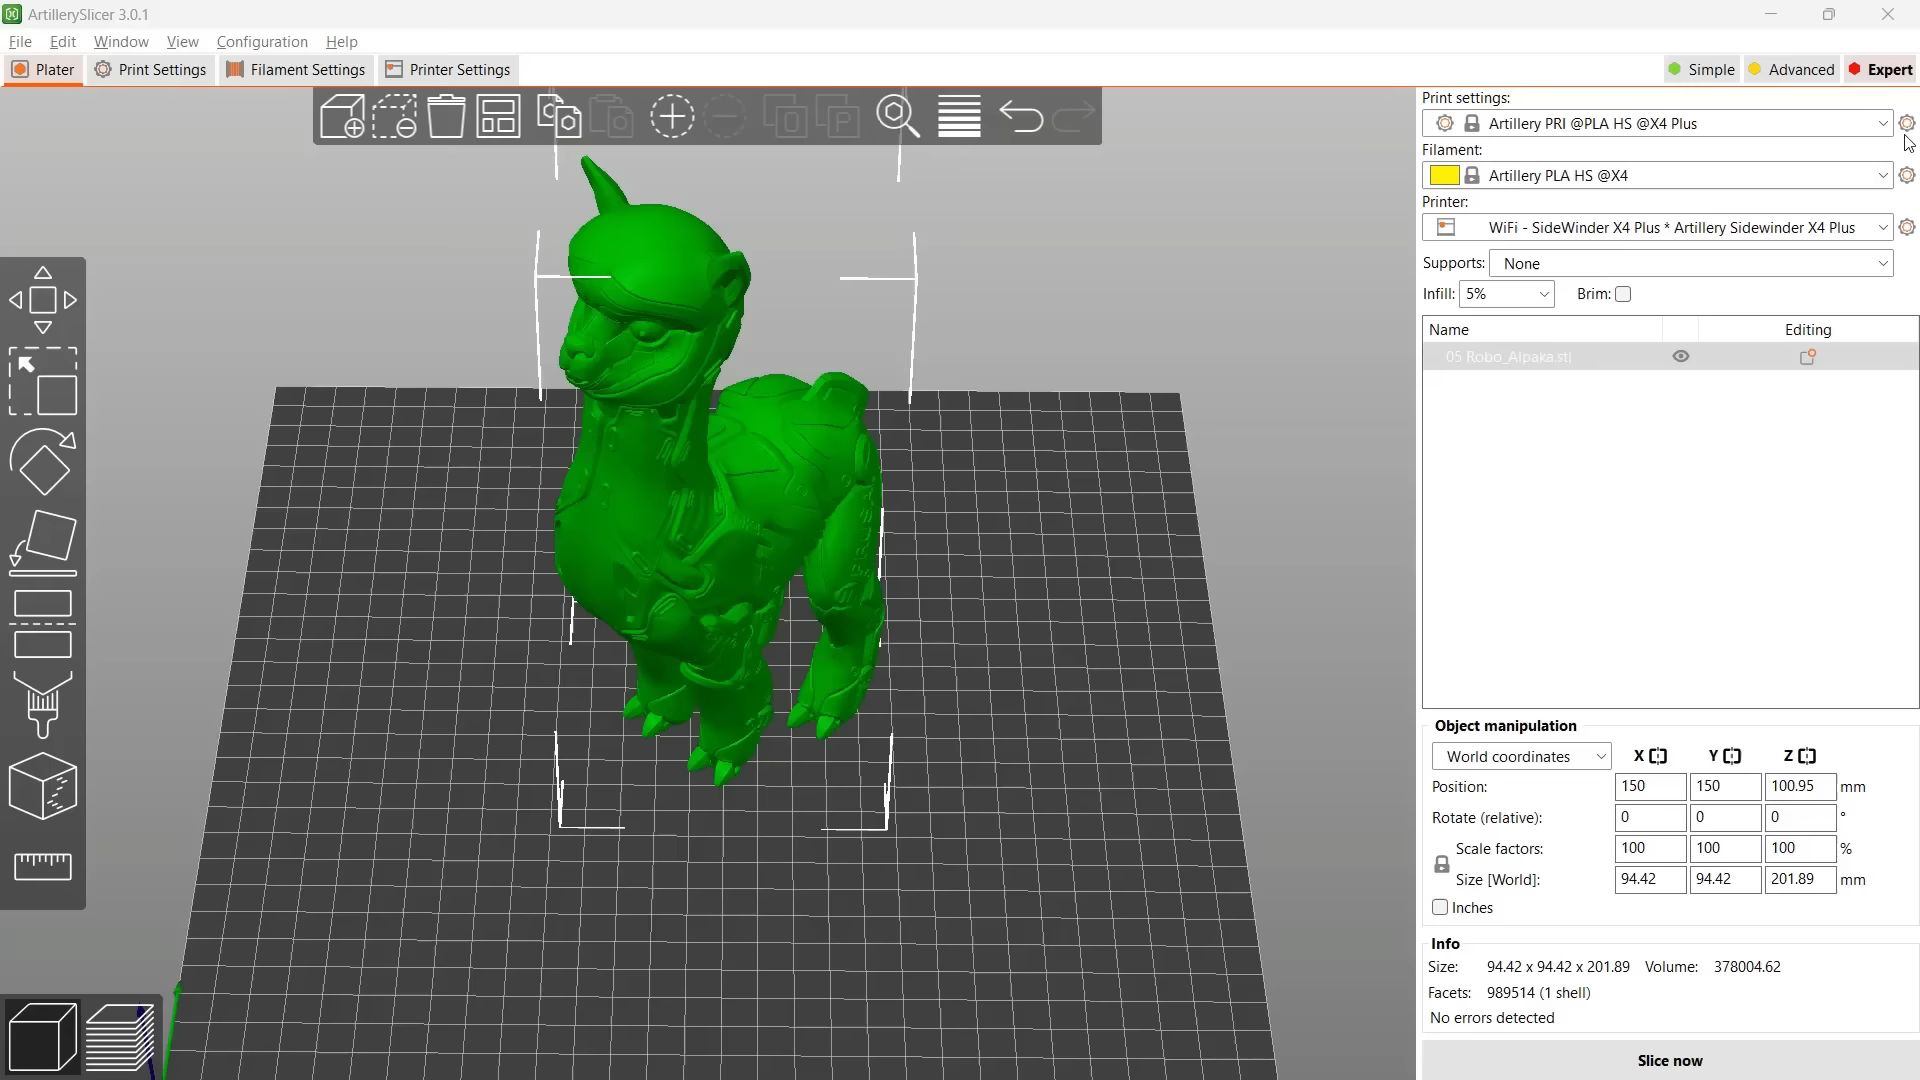 ArtillerySlicer 3.0.1
File Edit Window View Configuration Help
Plater Print Settings Filament Settings Printer Settings Simple Advanced Expert
Print settings:
Artillery PRI @PLA HS @X4 Plus
Filament:
Artillery PLA HS @X4
Printer:
WiFi - SideWinder X4 Plus * Artillery Sidewinder X4 Plus
Supports: None
Infill: 5% Brim:
Name Editing
05 Robo_Alpaka.stl
Object manipulation
World coordinates X Y Z
Position: 150 150 100.95 mm
Rotate (relative): 0 0 0 °
Scale factors: 100 100 100 %
Size [World]: 94.42 94.42 201.89 mm
Inches
Info
Size: 94.42 x 94.42 x 201.89 Volume: 378004.62
Facets: 989514 (1 shell)
No errors detected
Slice now